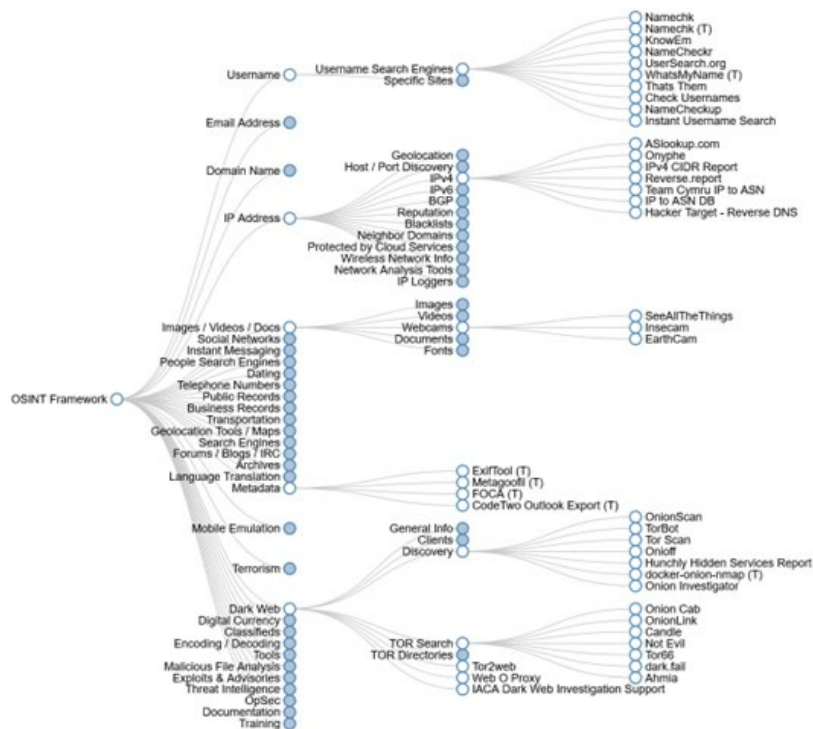 OSINT Framework
Username
Username Search Engines
Namechk
Namechk (T)
KnowEm
NameCheckr
UserSearch.org
WhatsMyName (T)
Thats Them
Check Usernames
NameCheckup
Instant Username Search
Specific Sites
Email Address
Domain Name
IP Address
Geolocation
Host / Port Discovery
IPv4
ASlookup.com
Onyphe
IPv4 CIDR Report
Reverse.report
Team Cymru IP to ASN
IP to ASN DB
Hacker Target - Reverse DNS
IPv6
BGP
Reputation
Blacklists
Neighbor Domains
Protected by Cloud Services
Wireless Network Info
Network Analysis Tools
IP Loggers
Images / Videos / Docs
Images
Videos
Webcams
SeeAllTheThings
Insecam
EarthCam
Documents
Fonts
Social Networks
Instant Messaging
People Search Engines
Dating
Telephone Numbers
Public Records
Business Records
Transportation
Geolocation Tools / Maps
Search Engines
Forums / Blogs / IRC
Archives
Language Translation
Metadata
ExifTool (T)
Metagoofil (T)
FOCA (T)
CodeTwo Outlook Export (T)
Mobile Emulation
Terrorism
Dark Web
General Info
Clients
Discovery
OnionScan
TorBot
Tor Scan
Onioff
Hunchly Hidden Services Report
docker-onion-nmap (T)
Onion Investigator
TOR Search
Onion Cab
OnionLink
Candle
Not Evil
Tor66
dark.fail
Ahmia
TOR Directories
Tor2web
Web O Proxy
IACA Dark Web Investigation Support
Digital Currency
Classifieds
Encoding / Decoding
Tools
Malicious File Analysis
Exploits & Advisories
Threat Intelligence
OpSec
Documentation
Training